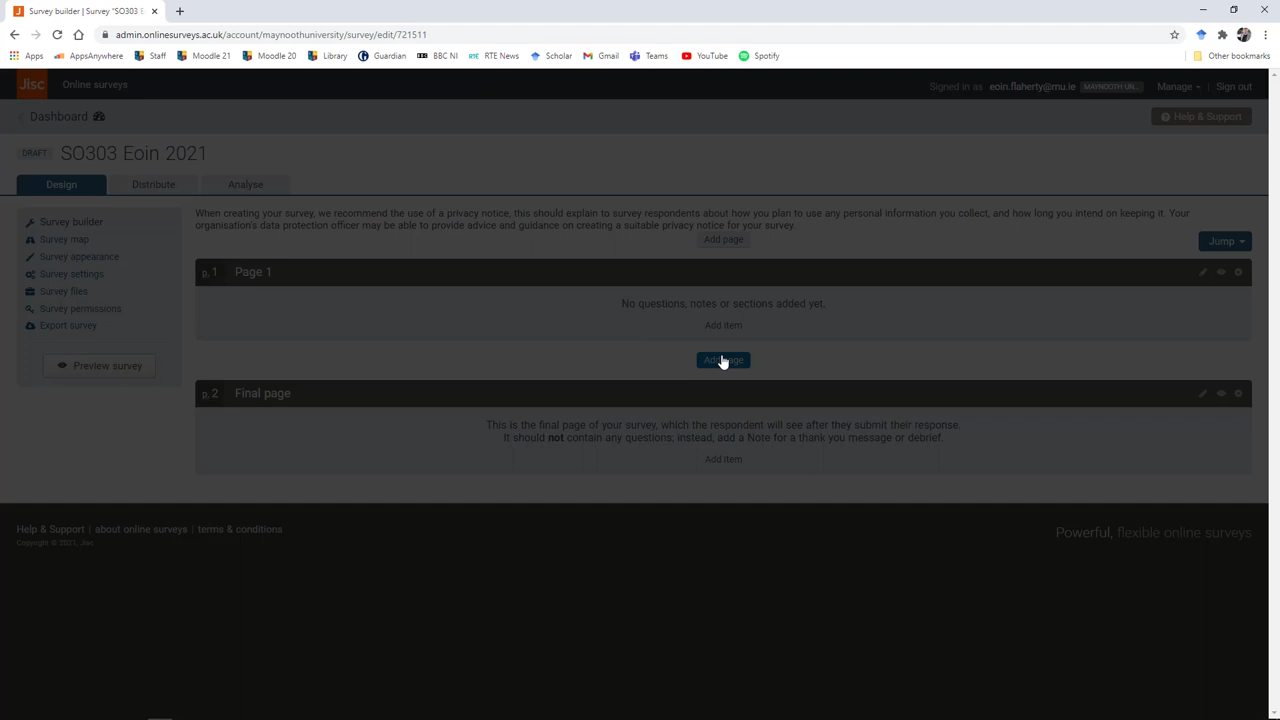 Survey builder | Survey "SO303 E
admin.onlinesurveys.ac.uk/account/maynoothuniversity/survey/edit/721511
Apps AppsAnywhere Staff Moodle 21 Moodle 20 Library Guardian BBC NI RTE News Scholar Gmail Teams YouTube Spotify Other bookmarks
Jisc Online surveys Signed in as eoin.flaherty@mu.ie MAYNOOTH UN... Manage | Sign out
Dashboard Help & Support
DRAFT SO303 Eoin 2021
Design Distribute Analyse
Survey builder
Survey map
Survey appearance
Survey settings
Survey files
Survey permissions
Export survey
Preview survey
When creating your survey, we recommend the use of a privacy notice, this should explain to survey respondents about how you plan to use any personal information you collect, and how long you intend on keeping it. Your
organisation's data protection officer may be able to provide advice and guidance on creating a suitable privacy notice for your survey.
Add page
Jump
p. 1 Page 1
No questions, notes or sections added yet.
Add item
Add page
p. 2 Final page
This is the final page of your survey, which the respondent will see after they submit their response.
It should not contain any questions; instead, add a Note for a thank you message or debrief.
Add item
Help & Support | about online surveys | terms & conditions
Copyright © 2021, Jisc
Powerful, flexible online surveys